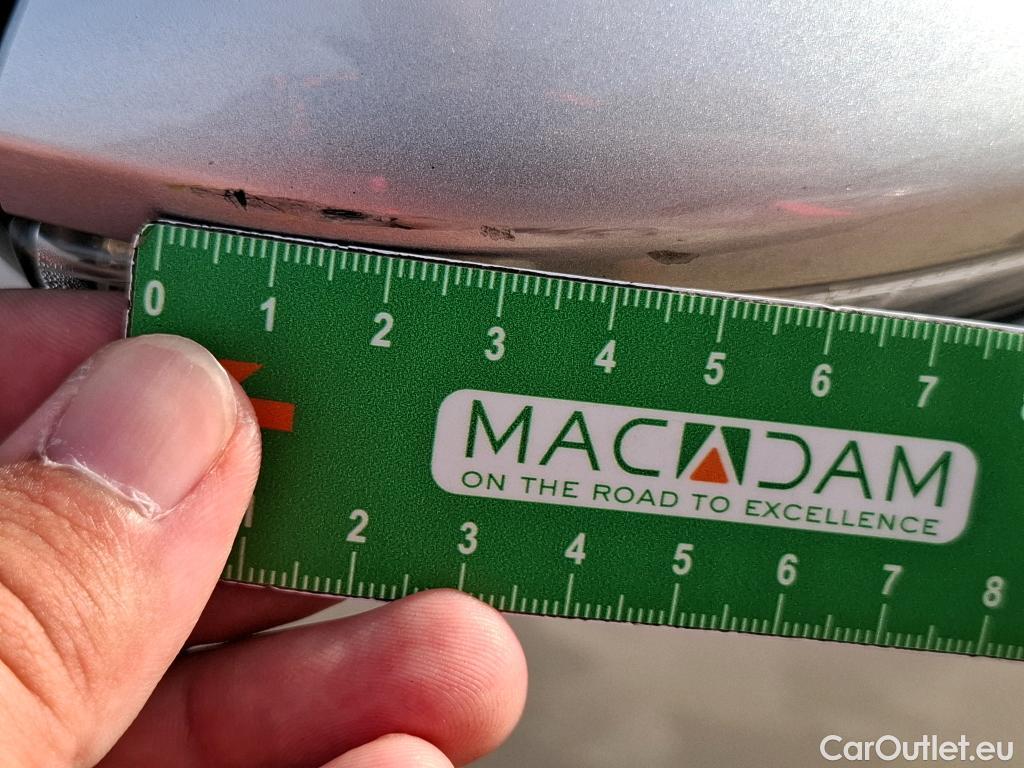 0 1 2 3 4 5 6 7
MACADAM
ON THE ROAD TO EXCELLENCE
2 3 4 5 6 7 8
CarOutlet.eu